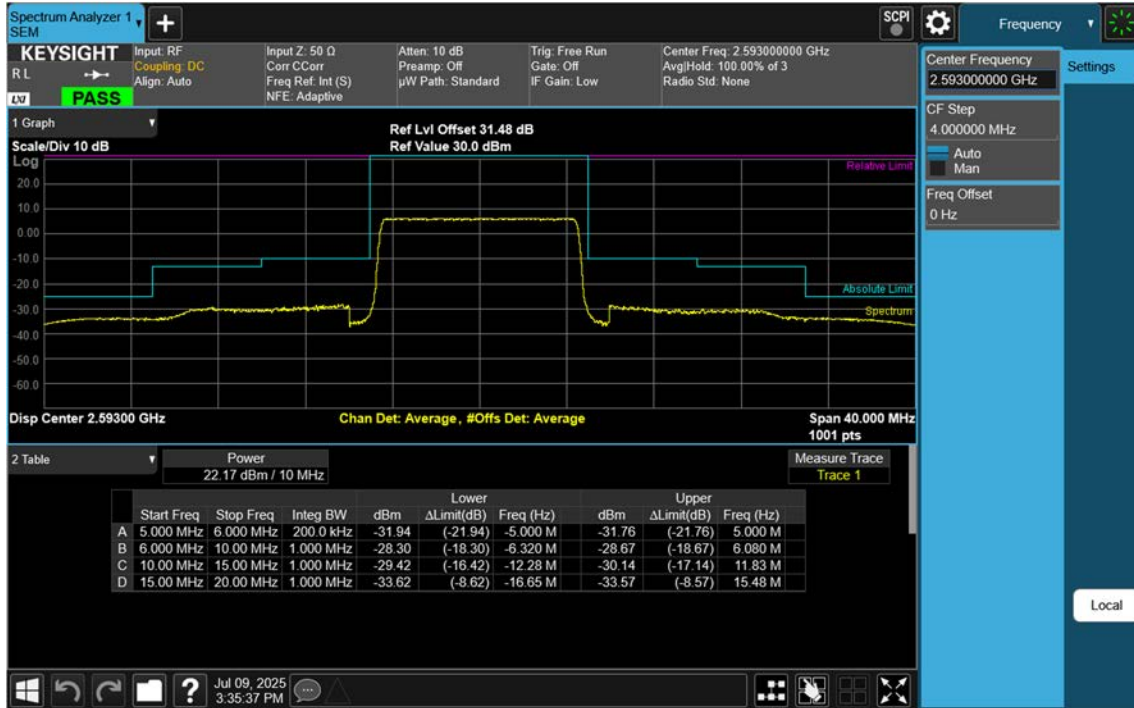 Spectrum Analyzer 1
SEM
+
SCPI
Frequency
KEYSIGHT
R L
LXI
PASS
Input: RF
Coupling: DC
Align: Auto
Input Z: 50 Ω
Corr CCorr
Freq Ref: Int (S)
NFE: Adaptive
Atten: 10 dB
Preamp: Off
µW Path: Standard
Trig: Free Run
Gate: Off
IF Gain: Low
Center Freq: 2.593000000 GHz
Avg|Hold: 100.00% of 3
Radio Std: None
Center Frequency
2.593000000 GHz
Settings
CF Step
4.000000 MHz
Auto
Man
Freq Offset
0 Hz
1 Graph
Scale/Div 10 dB
Ref Lvl Offset 31.48 dB
Ref Value 30.0 dBm
Log
Relative Limit
20.0
10.0
0.00
-10.0
-20.0
Absolute Limit
-30.0
Spectrum
-40.0
-50.0
-60.0
Disp Center 2.59300 GHz
Chan Det: Average, #Offs Det: Average
Span 40.000 MHz
1001 pts
2 Table
Power
22.17 dBm / 10 MHz
Measure Trace
Trace 1
Lower Upper
Start Freq Stop Freq Integ BW dBm ΔLimit(dB) Freq (Hz) dBm ΔLimit(dB) Freq (Hz)
A 5.000 MHz 6.000 MHz 200.0 kHz -31.94 (-21.94) -5.000 M -31.76 (-21.76) 5.000 M
B 6.000 MHz 10.00 MHz 1.000 MHz -28.30 (-18.30) -6.320 M -28.67 (-18.67) 6.080 M
C 10.00 MHz 15.00 MHz 1.000 MHz -29.42 (-16.42) -12.28 M -30.14 (-17.14) 11.83 M
D 15.00 MHz 20.00 MHz 1.000 MHz -33.62 (-8.62) -16.65 M -33.57 (-8.57) 15.48 M
Local
?
Jul 09, 2025
3:35:37 PM